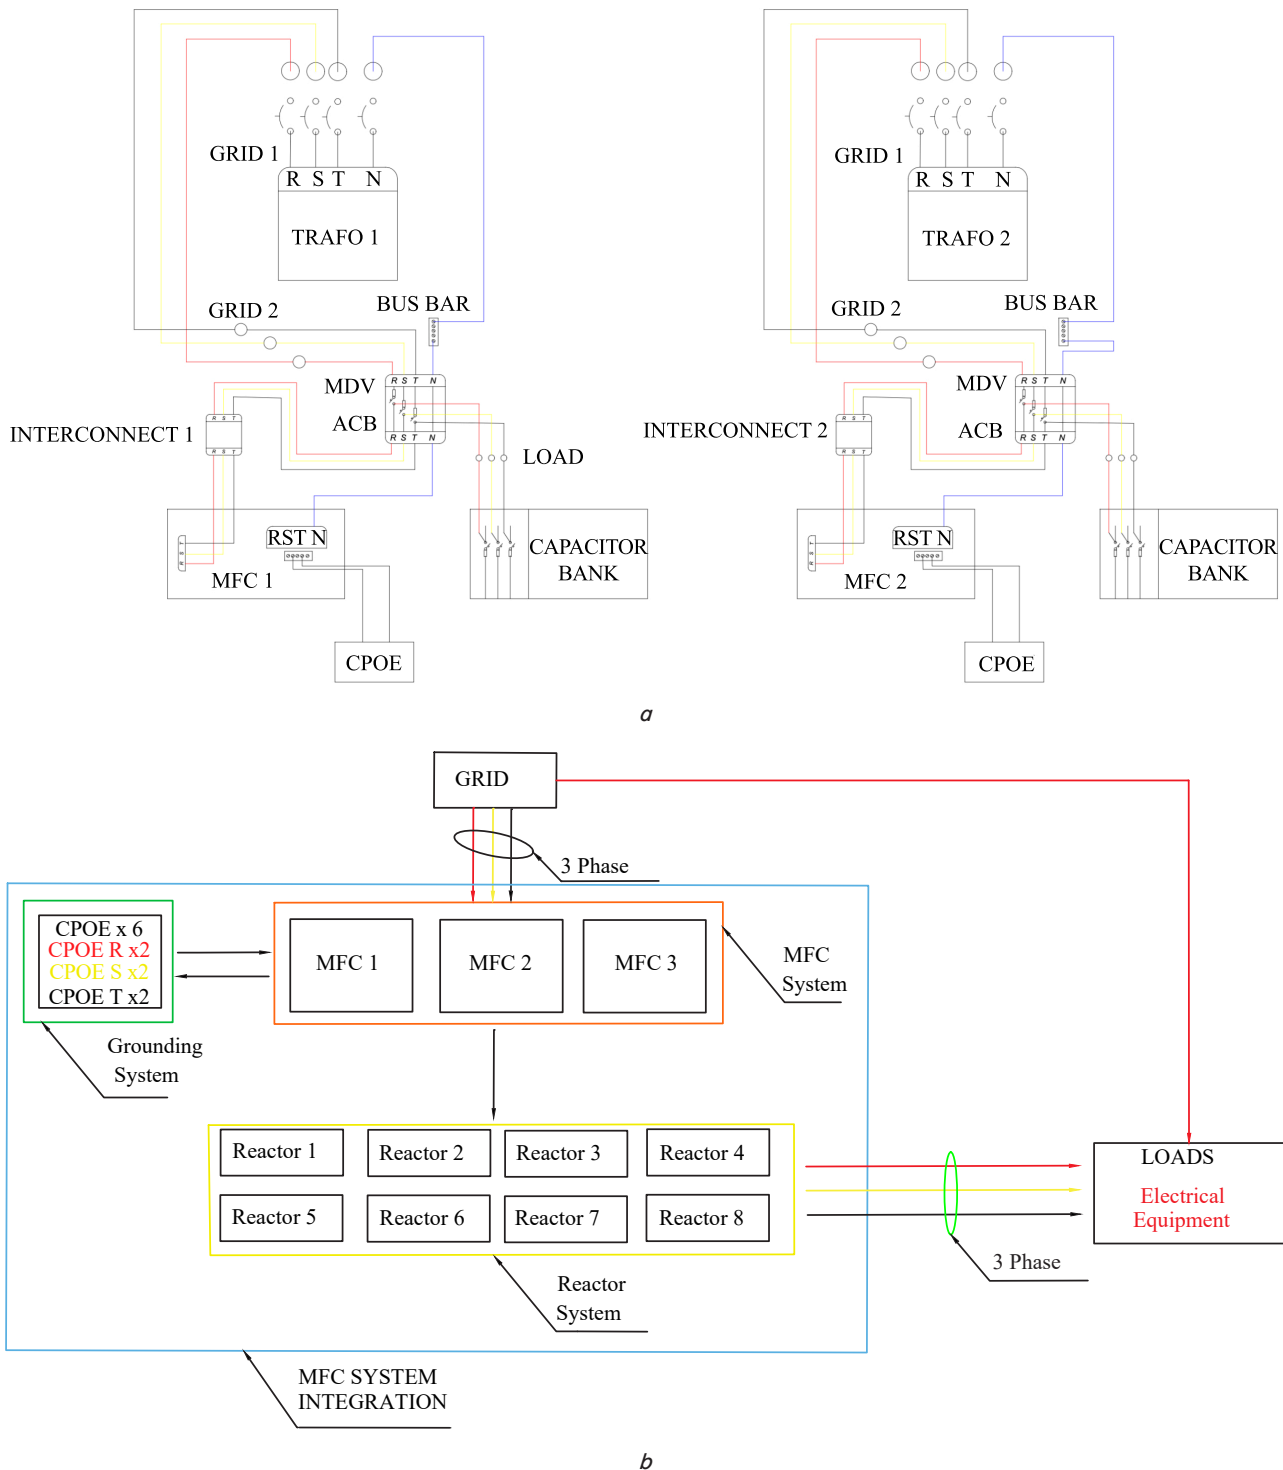 GRID 1
R S T N
TRAFO 1
GRID 2
BUS BAR
MDV
R S T N
ACB
R S T N
INTERCONNECT 1
R S T
R S T
LOAD
R S T
RST N
MFC 1
CAPACITOR
BANK
CPOE
GRID 1
R S T N
TRAFO 2
GRID 2
BUS BAR
MDV
R S T N
ACB
R S T N
INTERCONNECT 2
R S T
R S T
R S T
RST N
MFC 2
CAPACITOR
BANK
CPOE
a
GRID
3 Phase
CPOE x 6
CPOE R x2
CPOE S x2
CPOE T x2
MFC 1
MFC 2
MFC 3
MFC
System
Grounding
System
Reactor 1
Reactor 2
Reactor 3
Reactor 4
Reactor 5
Reactor 6
Reactor 7
Reactor 8
LOADS
Electrical
Equipment
3 Phase
Reactor
System
MFC SYSTEM
INTEGRATION
b